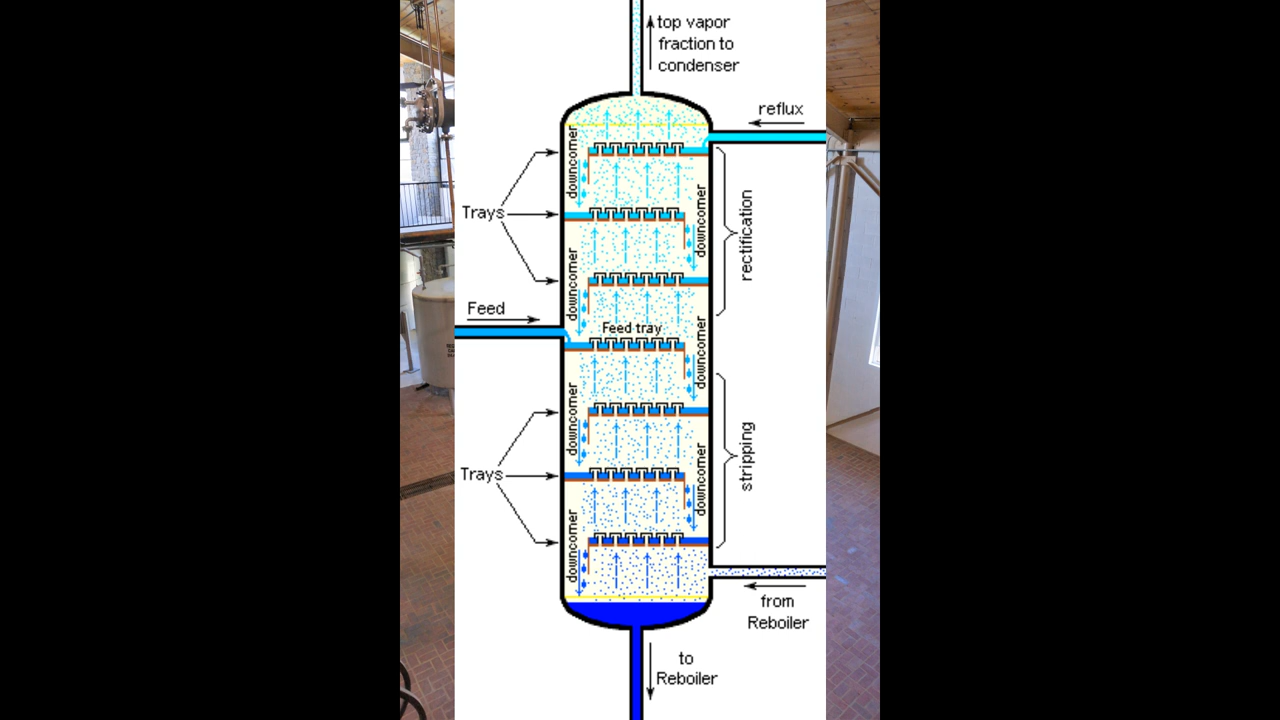 top vapor
fraction to
condenser
reflux
downcomer
Trays
downcomer
rectification
downcomer
Feed
Feed tray
downcomer
downcomer
Trays
downcomer
stripping
downcomer
from
Reboiler
to
Reboiler